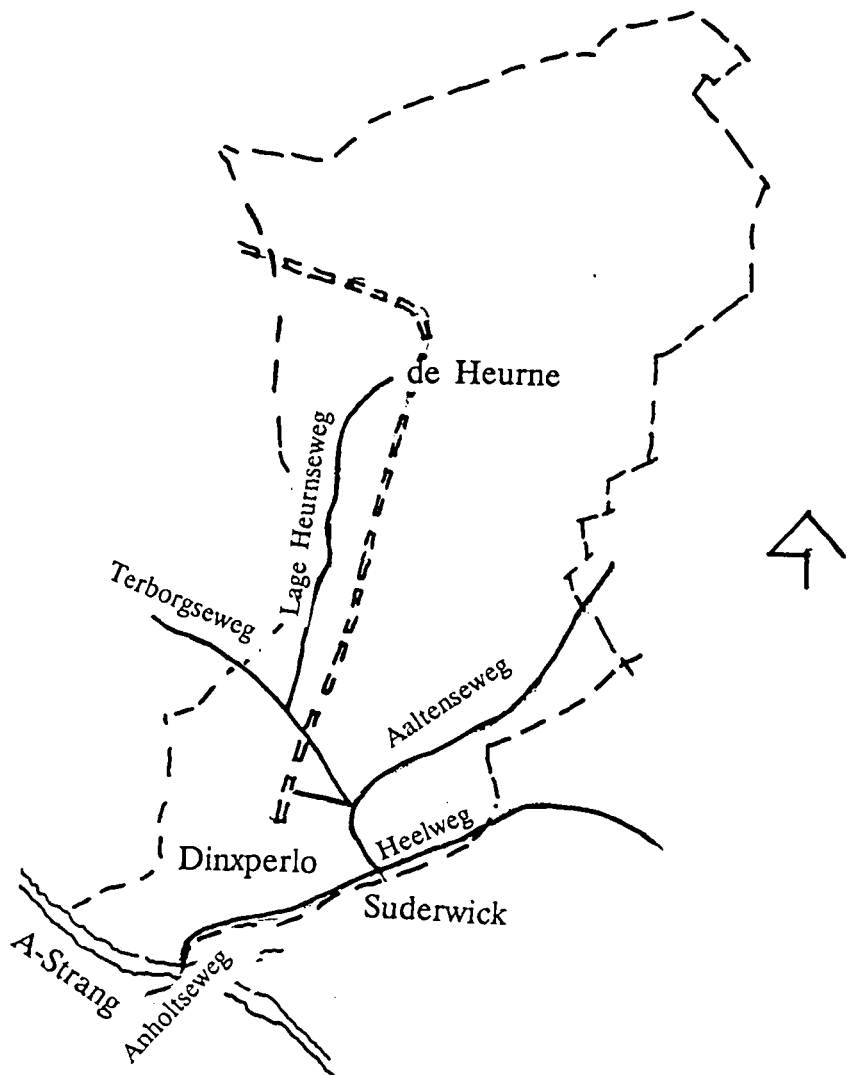 de Heurne
Lage Heurnseweg
Terborgseweg
Aaltenseweg
Heelweg
Dinxperlo
Suderwick
A-Strang
Anholtseweg